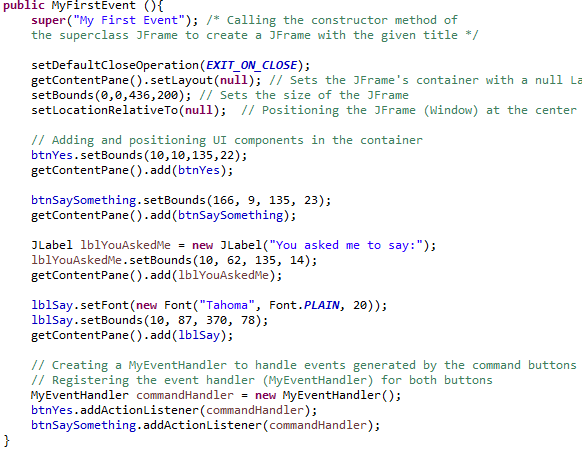 public MyFirstEvent (){
super("My First Event"); /* Calling the constructor method of
the superclass JFrame to create a JFrame with the given title */
setDefaultCloseOperation(EXIT_ON_CLOSE);
getContentPane().setLayout(null); // Sets the JFrame's container with a null La
setBounds(0,0,436,200); // Sets the size of the JFrame
setLocationRelativeTo(null);  // Positioning the JFrame (Window) at the center
// Adding and positioning UI components in the container
btnYes.setBounds(10,10,135,22);
getContentPane().add(btnYes);
btnSaySomething.setBounds(166, 9, 135, 23);
getContentPane().add(btnSaySomething);
JLabel lblYouAskedMe = new JLabel("You asked me to say:");
lblYouAskedMe.setBounds(10, 62, 135, 14);
getContentPane().add(lblYouAskedMe);
lblSay.setFont(new Font("Tahoma", Font.PLAIN, 20));
lblSay.setBounds(10, 87, 370, 78);
getContentPane().add(lblSay);
// Creating a MyEventHandler to handle events generated by the command buttons
// Registering the event handler (MyEventHandler) for both buttons
MyEventHandler commandHandler = new MyEventHandler();
btnYes.addActionListener(commandHandler);
btnSaySomething.addActionListener(commandHandler);
}